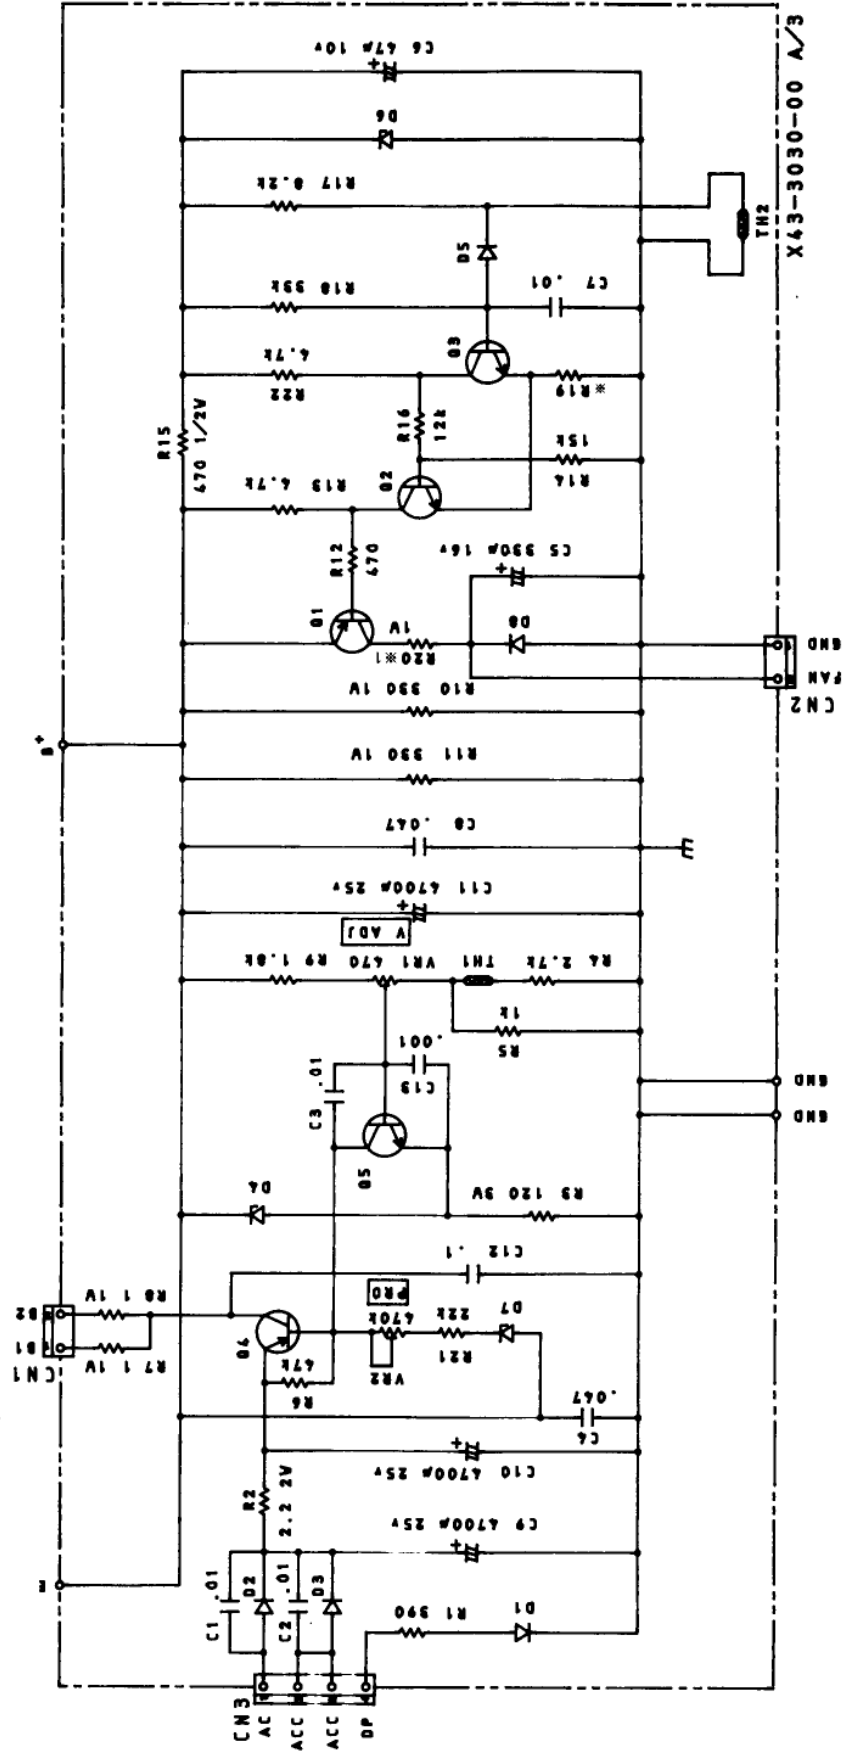 C6 47µ 10v
D6
R17 8.2k
X43-3030-00 A/3
TH2
D5
R18 33k
C7 .01
Q3
4.7k
R22
R19※
R15
470 1/2W
R16
12k
15k
R14
R13 4.7k
Q2
R12
470
C5 330µ 16v
Q1
1W
R20※1
D8
GND
FAN
CN2
R10 330 1W
R11 330 1W
B+
C8 .047
C11 4700µ 25v
V ADJ
R9 1.8k
VR1 470
TH1
R4 2.7k
1k
R5
C3 .01
.001
C13
Q5
GND
GND
D4
R3 120 3W
C12 .1
B2
B1
CN1
R8 1 1W
R7 1 1W
Q4
PRO
470k
VR2
22k
R21
D7
47k
R6
.047
C4
C10 4700µ 25v
R2
2.2 2W
C9 4700µ 25v
C1 .01
D2
C2 .01
D3
R1 390
D1
CN3
AC
ACC
ACC
DP